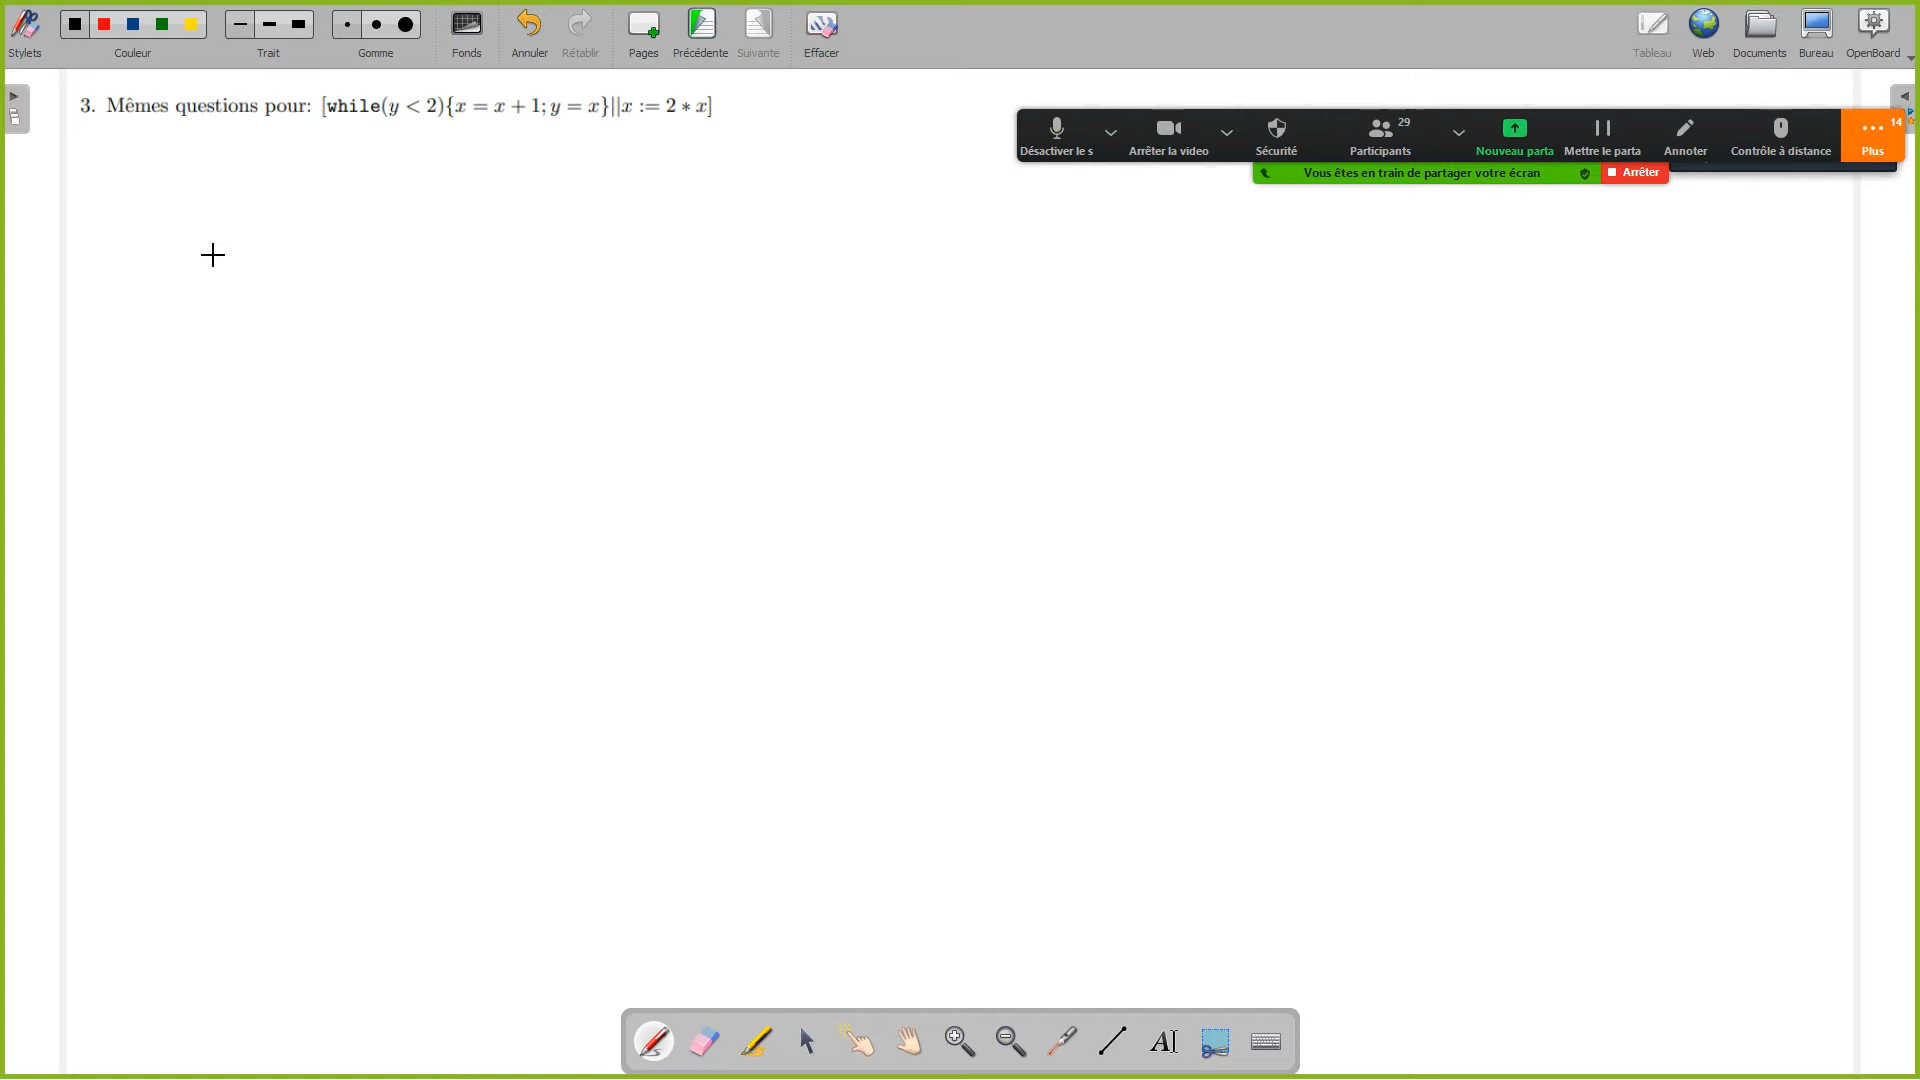 Stylets
Couleur
Trait
Gomme
Fonds
Annuler
Rétablir
Pages
Précédente
Suivante
Effacer
Tableau
Web
Documents
Bureau
OpenBoard
3. Mêmes questions pour: [while(y < 2){x = x + 1; y = x}||x := 2 * x]
Désactiver le s
Arrêter la video
Sécurité
29
Participants
Nouveau parta
Mettre le parta
Annoter
Contrôle à distance
14
Plus
Vous êtes en train de partager votre écran
Arrêter